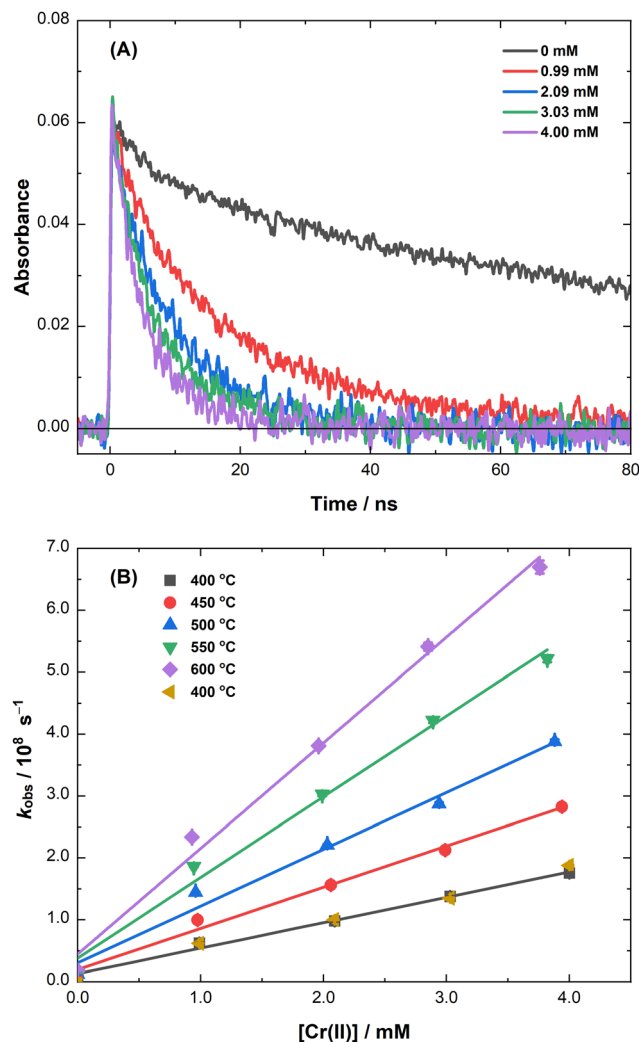 (A)
0 mM
0.99 mM
2.09 mM
3.03 mM
4.00 mM
0.08
0.06
0.04
0.02
0.00
Absorbance
0 20 40 60 80
Time / ns
(B)
400 °C
450 °C
500 °C
550 °C
600 °C
400 °C
7.0
6.0
5.0
4.0
3.0
2.0
1.0
0.0
k_obs / 10⁸ s⁻¹
0.0 1.0 2.0 3.0 4.0
[Cr(II)] / mM